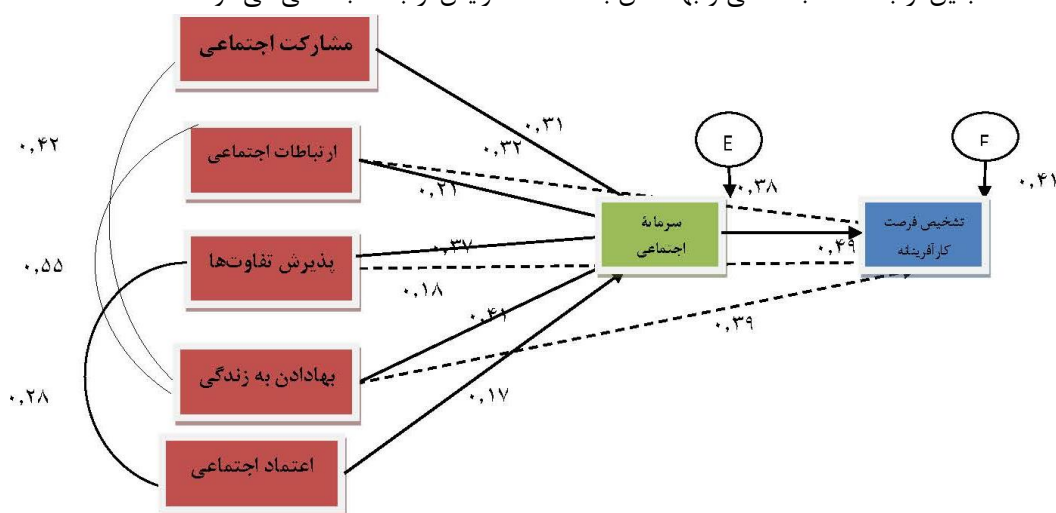 مشارکت اجتماعی
۰,۳۱
۰,۴۲
ارتباطات اجتماعی
۰,۳۲
۰,۲۱
E
۰,۳۸
۰,۴۱
سرمایة
اجتماعی
تشخیص فرصت
کارآفرینانه
۰,۴۹
۰,۵۵
پذیرش تفاوت‌ها
۰,۳۷
۰,۱۸
۰,۴۱
۰,۳۹
بهادادن به زندگی
۰,۲۸
۰,۱۷
اعتماد اجتماعی